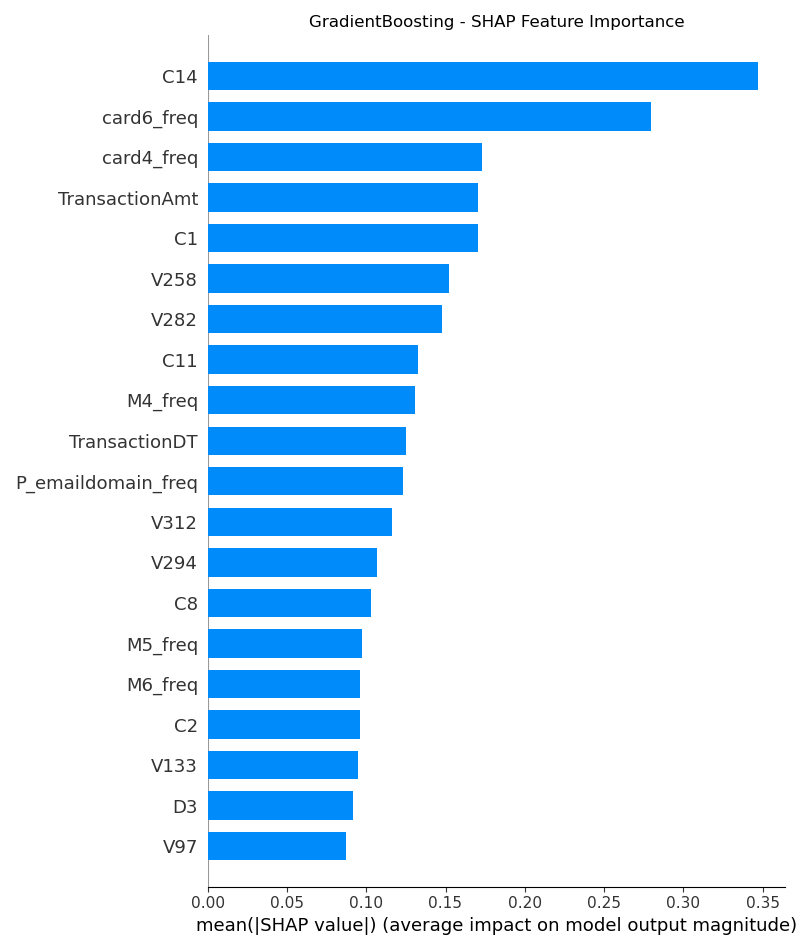 GradientBoosting - SHAP Feature Importance
C14
card6_freq
card4_freq
TransactionAmt
C1
V258
V282
C11
M4_freq
TransactionDT
P_emaildomain_freq
V312
V294
C8
M5_freq
M6_freq
C2
V133
D3
V97
0.00 0.05 0.10 0.15 0.20 0.25 0.30 0.35
mean(|SHAP value|) (average impact on model output magnitude)